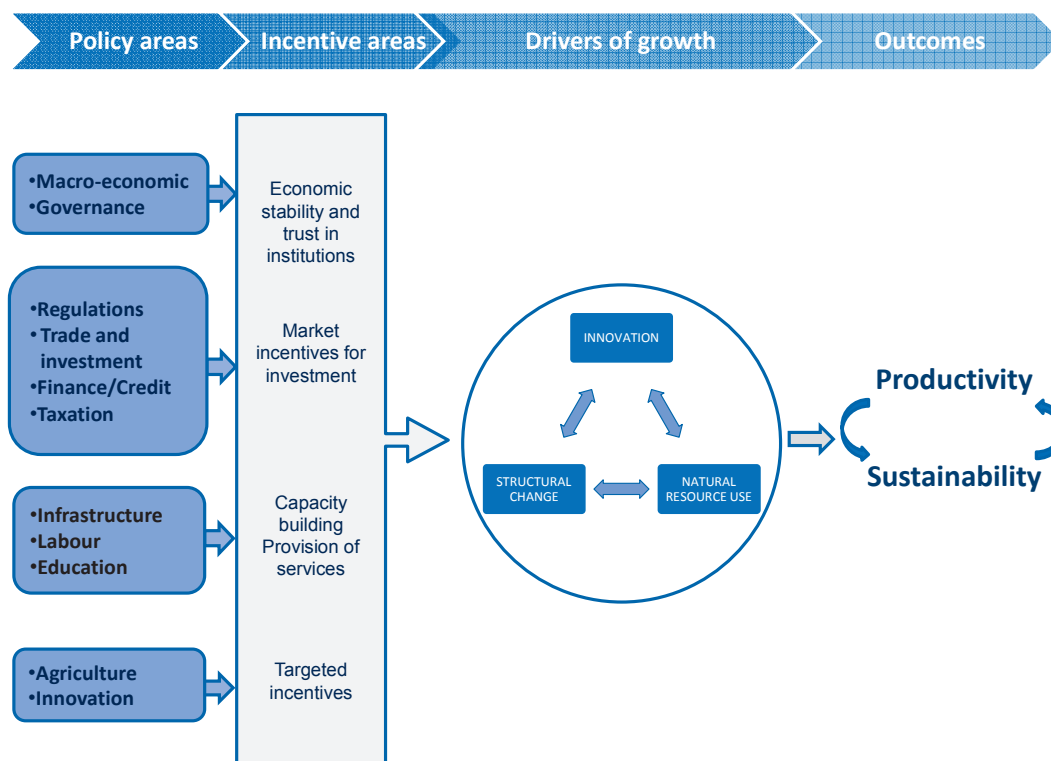 Policy areas
Incentive areas
Drivers of growth
Outcomes
•Macro-economic
•Governance
Economic
stability and
trust in
institutions
•Regulations
• Trade and
investment
•Finance/Credit
•Taxation
Market
incentives for
investment
•Infrastructure
•Labour
•Education
Capacity
building
Provision of
services
•Agriculture
•Innovation
Targeted
incentives
INNOVATION
STRUCTURAL
CHANGE
NATURAL
RESOURCE USE
Productivity
Sustainability